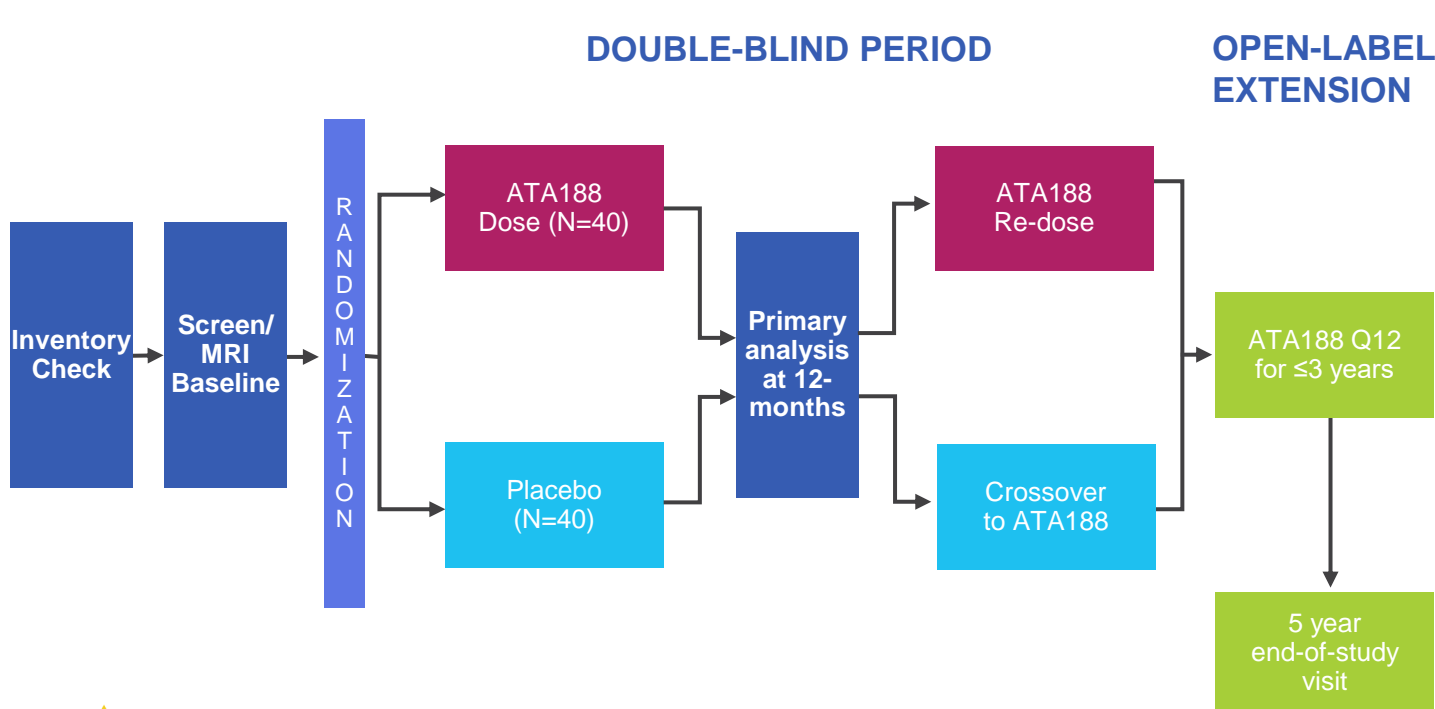 DOUBLE-BLIND PERIOD
OPEN-LABEL
EXTENSION
Inventory
Check
Screen/
MRI
Baseline
RANDOMIZATION
ATA188
Dose (N=40)
Placebo
(N=40)
Primary
analysis
at 12-
months
ATA188
Re-dose
Crossover
to ATA188
ATA188 Q12
for ≤3 years
5 year
end-of-study
visit